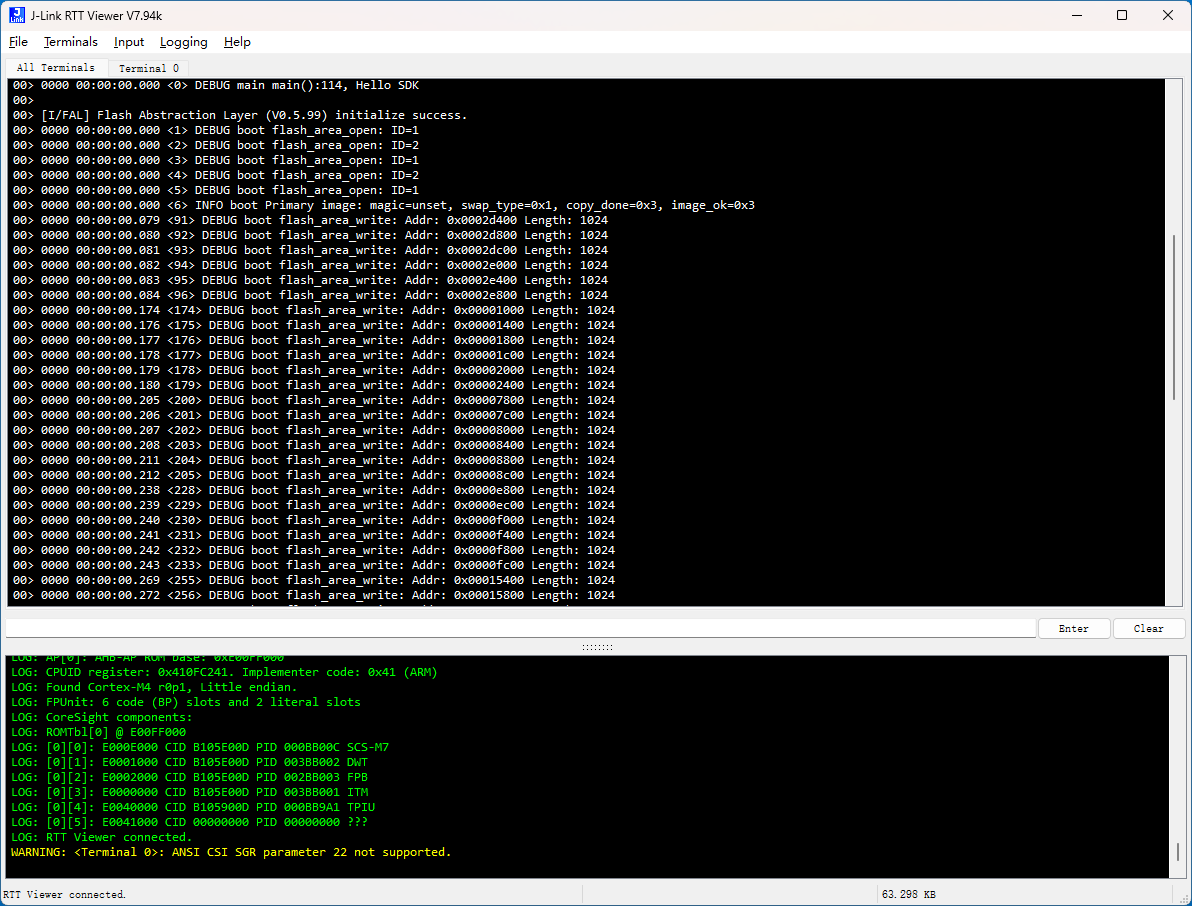 J-Link RTT Viewer V7.94k
File Terminals Input Logging Help
All Terminals Terminal 0
00> 0000 00:00:00.000 <0> DEBUG main main():114, Hello SDK
00>
00> [I/FAL] Flash Abstraction Layer (V0.5.99) initialize success.
00> 0000 00:00:00.000 <1> DEBUG boot flash_area_open: ID=1
00> 0000 00:00:00.000 <2> DEBUG boot flash_area_open: ID=2
00> 0000 00:00:00.000 <3> DEBUG boot flash_area_open: ID=1
00> 0000 00:00:00.000 <4> DEBUG boot flash_area_open: ID=2
00> 0000 00:00:00.000 <5> DEBUG boot flash_area_open: ID=1
00> 0000 00:00:00.000 <6> INFO boot Primary image: magic=unset, swap_type=0x1, copy_done=0x3, image_ok=0x3
00> 0000 00:00:00.079 <91> DEBUG boot flash_area_write: Addr: 0x0002d400 Length: 1024
00> 0000 00:00:00.080 <92> DEBUG boot flash_area_write: Addr: 0x0002d800 Length: 1024
00> 0000 00:00:00.081 <93> DEBUG boot flash_area_write: Addr: 0x0002dc00 Length: 1024
00> 0000 00:00:00.082 <94> DEBUG boot flash_area_write: Addr: 0x0002e000 Length: 1024
00> 0000 00:00:00.083 <95> DEBUG boot flash_area_write: Addr: 0x0002e400 Length: 1024
00> 0000 00:00:00.084 <96> DEBUG boot flash_area_write: Addr: 0x0002e800 Length: 1024
00> 0000 00:00:00.174 <174> DEBUG boot flash_area_write: Addr: 0x00001000 Length: 1024
00> 0000 00:00:00.176 <175> DEBUG boot flash_area_write: Addr: 0x00001400 Length: 1024
00> 0000 00:00:00.177 <176> DEBUG boot flash_area_write: Addr: 0x00001800 Length: 1024
00> 0000 00:00:00.178 <177> DEBUG boot flash_area_write: Addr: 0x00001c00 Length: 1024
00> 0000 00:00:00.179 <178> DEBUG boot flash_area_write: Addr: 0x00002000 Length: 1024
00> 0000 00:00:00.180 <179> DEBUG boot flash_area_write: Addr: 0x00002400 Length: 1024
00> 0000 00:00:00.205 <200> DEBUG boot flash_area_write: Addr: 0x00007800 Length: 1024
00> 0000 00:00:00.206 <201> DEBUG boot flash_area_write: Addr: 0x00007c00 Length: 1024
00> 0000 00:00:00.207 <202> DEBUG boot flash_area_write: Addr: 0x00008000 Length: 1024
00> 0000 00:00:00.208 <203> DEBUG boot flash_area_write: Addr: 0x00008400 Length: 1024
00> 0000 00:00:00.211 <204> DEBUG boot flash_area_write: Addr: 0x00008800 Length: 1024
00> 0000 00:00:00.212 <205> DEBUG boot flash_area_write: Addr: 0x00008c00 Length: 1024
00> 0000 00:00:00.238 <228> DEBUG boot flash_area_write: Addr: 0x0000e800 Length: 1024
00> 0000 00:00:00.239 <229> DEBUG boot flash_area_write: Addr: 0x0000ec00 Length: 1024
00> 0000 00:00:00.240 <230> DEBUG boot flash_area_write: Addr: 0x0000f000 Length: 1024
00> 0000 00:00:00.241 <231> DEBUG boot flash_area_write: Addr: 0x0000f400 Length: 1024
00> 0000 00:00:00.242 <232> DEBUG boot flash_area_write: Addr: 0x0000f800 Length: 1024
00> 0000 00:00:00.243 <233> DEBUG boot flash_area_write: Addr: 0x0000fc00 Length: 1024
00> 0000 00:00:00.269 <255> DEBUG boot flash_area_write: Addr: 0x00015400 Length: 1024
00> 0000 00:00:00.272 <256> DEBUG boot flash_area_write: Addr: 0x00015800 Length: 1024
Enter Clear
LOG: AP[0]: AHB-AP ROM base: 0xE00FF000
LOG: CPUID register: 0x410FC241. Implementer code: 0x41 (ARM)
LOG: Found Cortex-M4 r0p1, Little endian.
LOG: FPUnit: 6 code (BP) slots and 2 literal slots
LOG: CoreSight components:
LOG: ROMTbl[0] @ E00FF000
LOG: [0][0]: E000E000 CID B105E00D PID 000BB00C SCS-M7
LOG: [0][1]: E0001000 CID B105E00D PID 003BB002 DWT
LOG: [0][2]: E0002000 CID B105E00D PID 002BB003 FPB
LOG: [0][3]: E0000000 CID B105E00D PID 003BB001 ITM
LOG: [0][4]: E0040000 CID B105900D PID 000BB9A1 TPIU
LOG: [0][5]: E0041000 CID 00000000 PID 00000000 ???
LOG: RTT Viewer connected.
WARNING: <Terminal 0>: ANSI CSI SGR parameter 22 not supported.
RTT Viewer connected. 63.298 KB